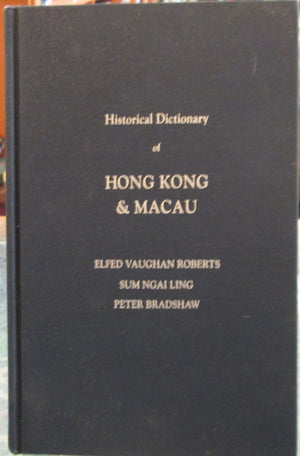 Historical Dictionary
of
HONG KONG
& MACAU
ELFED VAUGHAN ROBERTS
SUM NGAI LING
PETER BRADSHAW